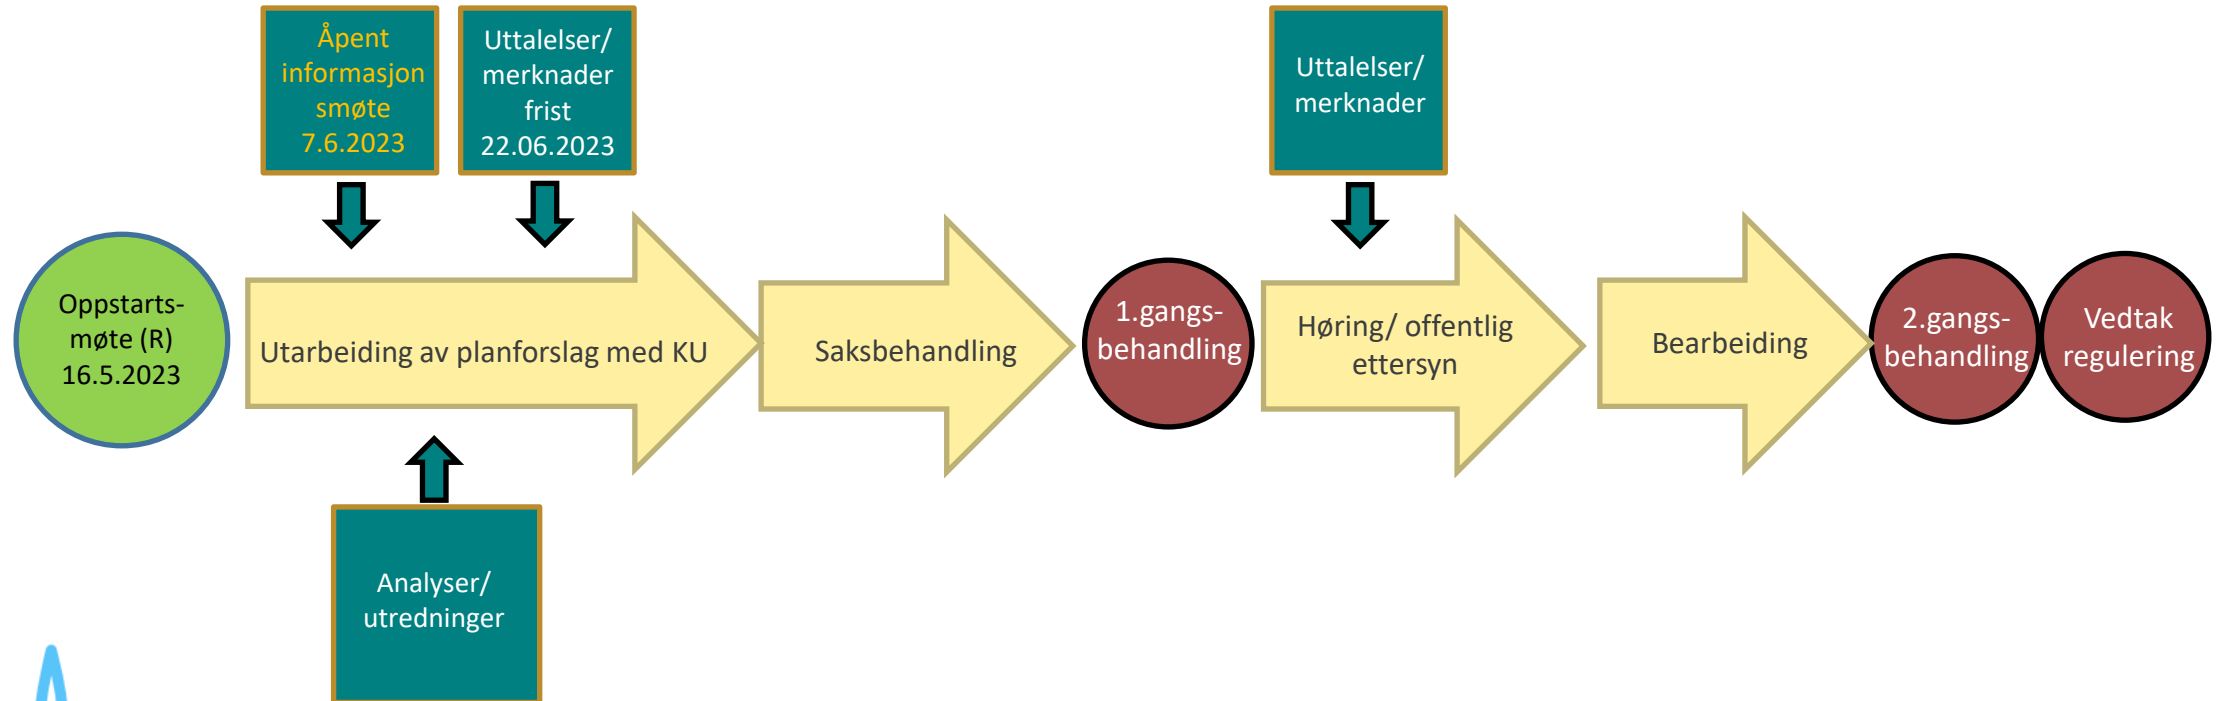 Åpent
informasjon
smøte
7.6.2023
Uttalelser/
merknader
frist
22.06.2023
Uttalelser/
merknader
Oppstarts-
møte (R)
16.5.2023
Utarbeiding av planforslag med KU
Saksbehandling
1.gangs-
behandling
Høring/ offentlig
ettersyn
Bearbeiding
2.gangs-
behandling
Vedtak
regulering
Analyser/
utredninger